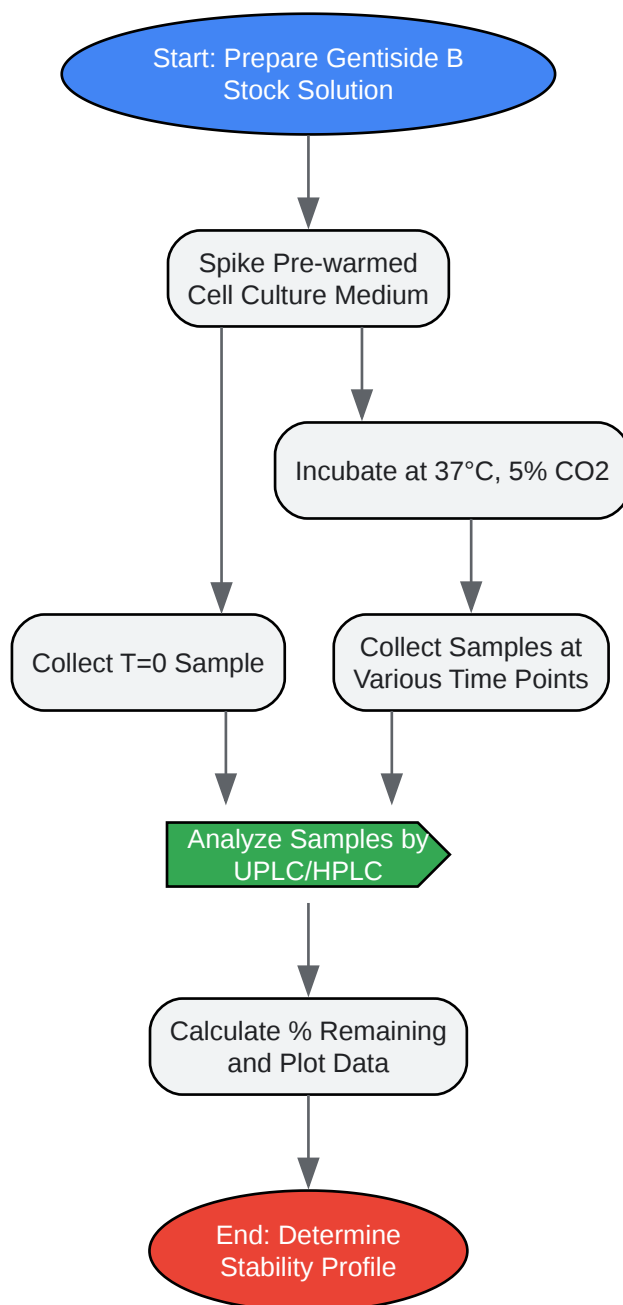 Start: Prepare Gentiside B
Stock Solution
Spike Pre-warmed
Cell Culture Medium
Incubate at 37°C, 5% CO2
Collect T=0 Sample
Collect Samples at
Various Time Points
Analyze Samples by
UPLC/HPLC
Calculate % Remaining
and Plot Data
End: Determine
Stability Profile